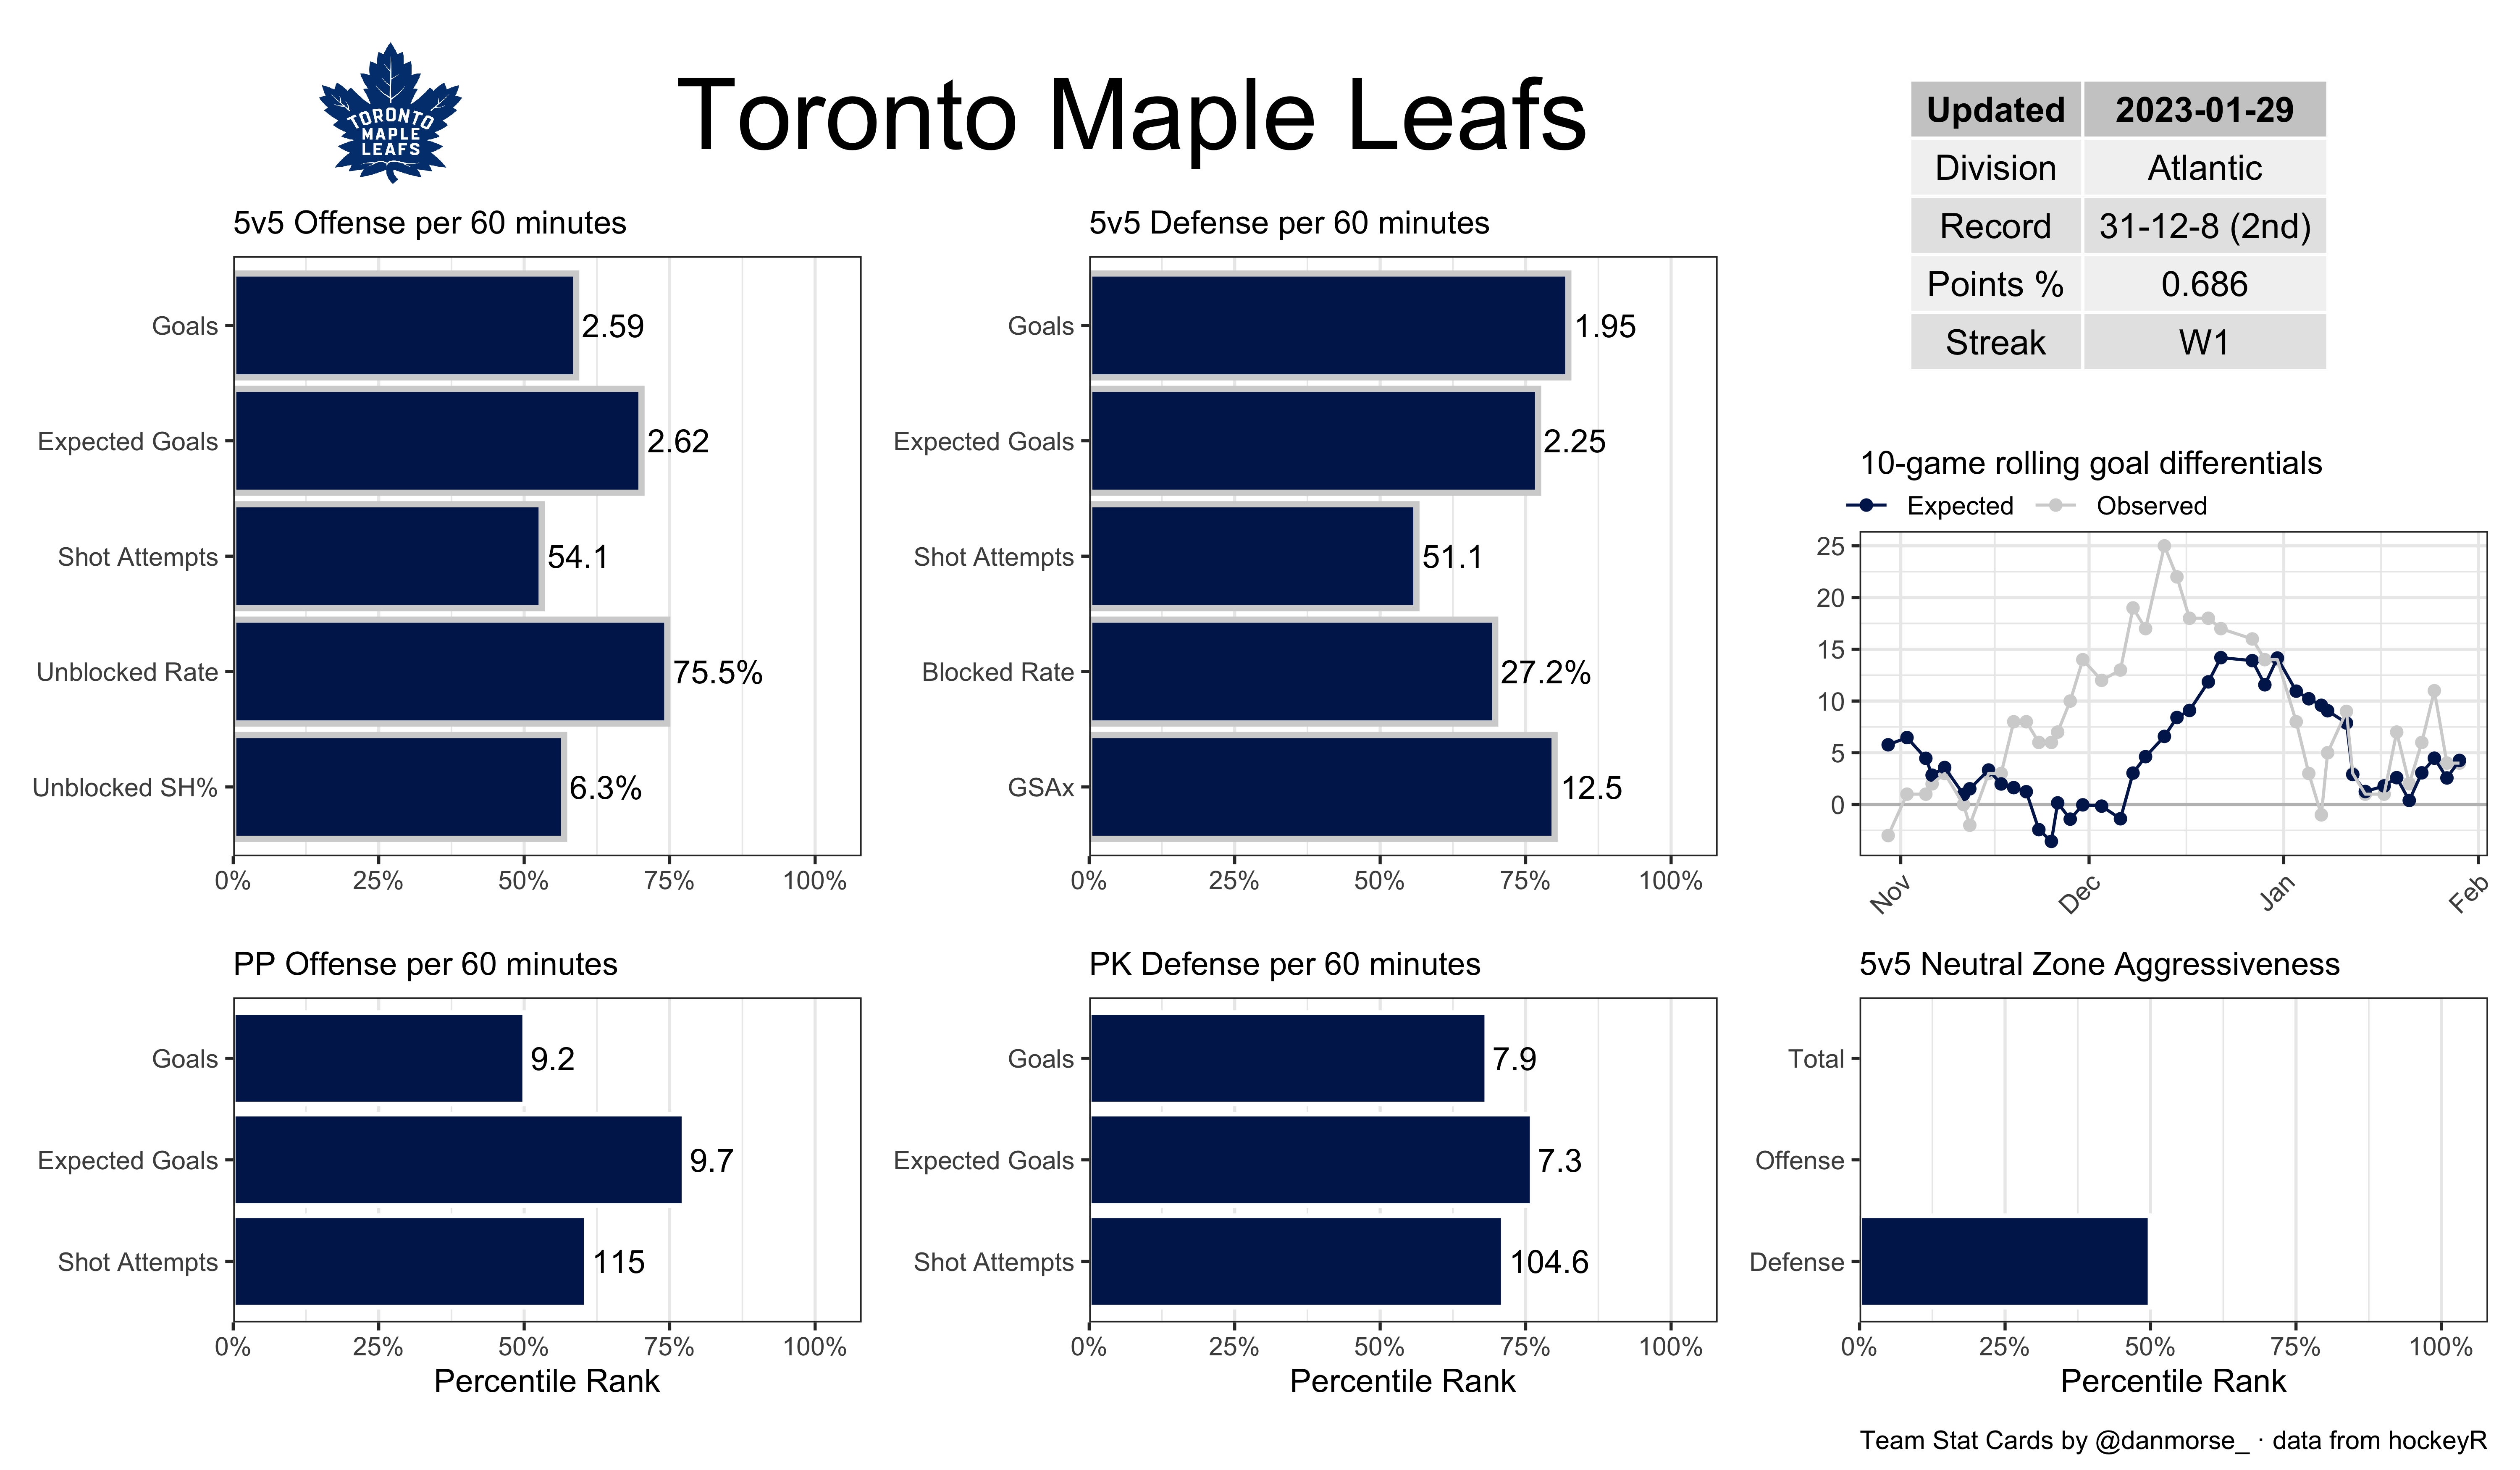 TORONTO
MAPLE
LEAFS
Toronto Maple Leafs
Updated 2023-01-29
Division Atlantic
Record 31-12-8 (2nd)
Points % 0.686
Streak W1
5v5 Offense per 60 minutes
Goals 2.59
Expected Goals 2.62
Shot Attempts 54.1
Unblocked Rate 75.5%
Unblocked SH% 6.3%
0% 25% 50% 75% 100%
5v5 Defense per 60 minutes
Goals 1.95
Expected Goals 2.25
Shot Attempts 51.1
Blocked Rate 27.2%
GSAx 12.5
0% 25% 50% 75% 100%
10-game rolling goal differentials
Expected Observed
25
20
15
10
5
0
Nov Dec Jan Feb
PP Offense per 60 minutes
Goals 9.2
Expected Goals 9.7
Shot Attempts 115
0% 25% 50% 75% 100%
Percentile Rank
PK Defense per 60 minutes
Goals 7.9
Expected Goals 7.3
Shot Attempts 104.6
0% 25% 50% 75% 100%
Percentile Rank
5v5 Neutral Zone Aggressiveness
Total
Offense
Defense
0% 25% 50% 75% 100%
Percentile Rank
Team Stat Cards by @danmorse_ · data from hockeyR